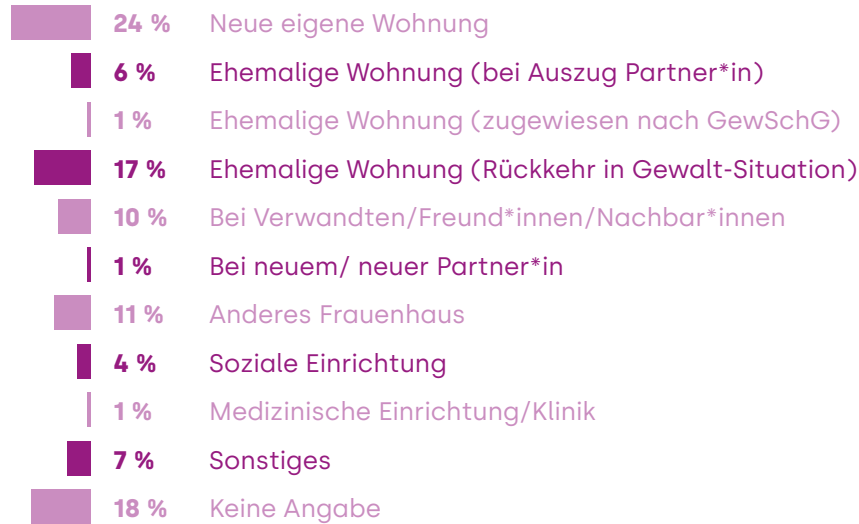 24 % Neue eigene Wohnung
6 % Ehemalige Wohnung (bei Auszug Partner*in)
1 % Ehemalige Wohnung (zugewiesen nach GewSchG)
17 % Ehemalige Wohnung (Rückkehr in Gewalt-Situation)
10 % Bei Verwandten/Freund*innen/Nachbar*innen
1 % Bei neuem/ neuer Partner*in
11 % Anderes Frauenhaus
4 % Soziale Einrichtung
1 % Medizinische Einrichtung/Klinik
7 % Sonstiges
18 % Keine Angabe